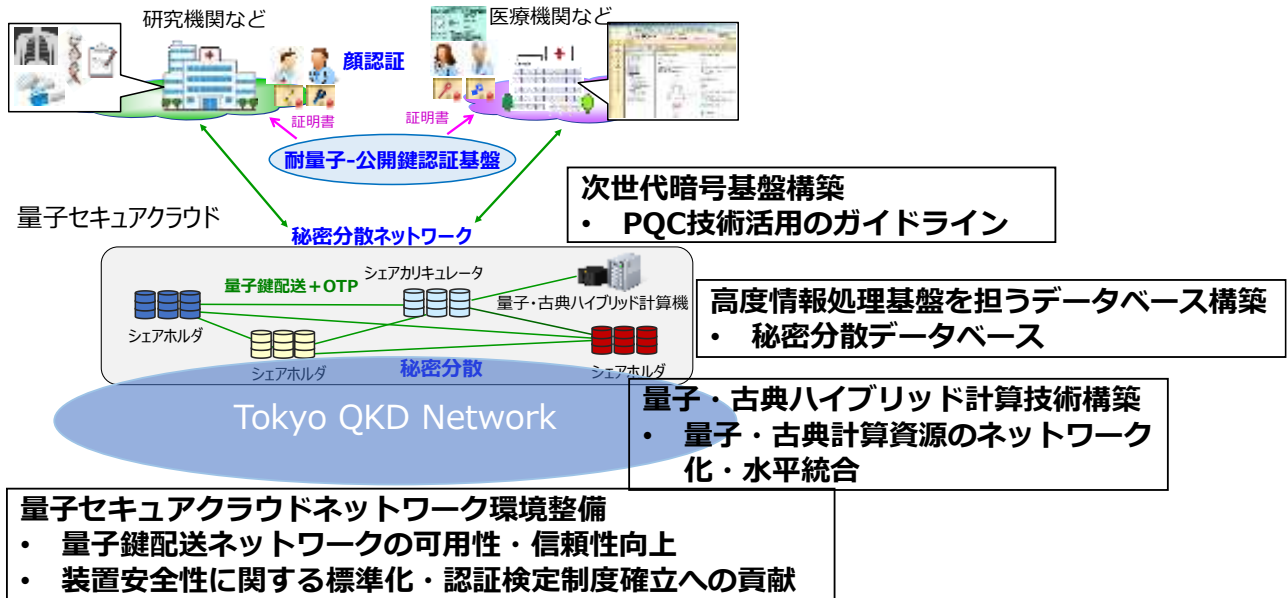 研究機関など
医療機関など
顔認証
証明書
証明書
耐量子-公開鍵認証基盤
次世代暗号基盤構築
• PQC技術活用のガイドライン
量子セキュアクラウド
秘密分散ネットワーク
量子鍵配送+OTP
シェアカリキュレータ
量子・古典ハイブリッド計算機
シェアホルダ
シェアホルダ
秘密分散
シェアホルダ
高度情報処理基盤を担うデータベース構築
• 秘密分散データベース
Tokyo QKD Network
量子・古典ハイブリッド計算技術構築
• 量子・古典計算資源のネットワーク
化・水平統合
量子セキュアクラウドネットワーク環境整備
• 量子鍵配送ネットワークの可用性・信頼性向上
• 装置安全性に関する標準化・認証検定制度確立への貢献